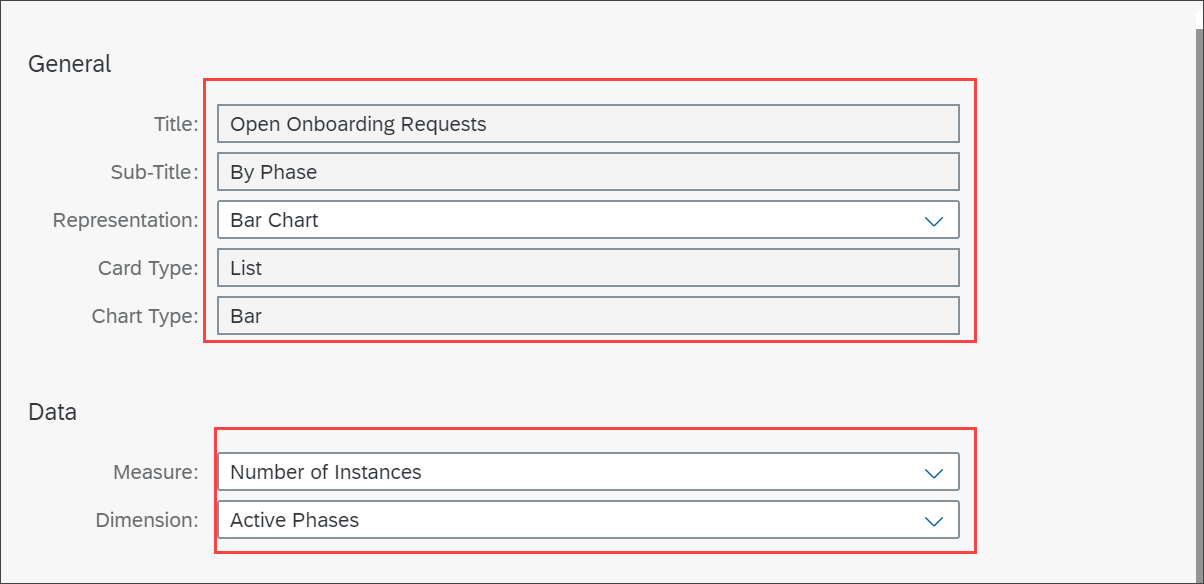 General
Title: Open Onboarding Requests
Sub-Title: By Phase
Representation: Bar Chart
Card Type: List
Chart Type: Bar
Data
Measure: Number of Instances
Dimension: Active Phases